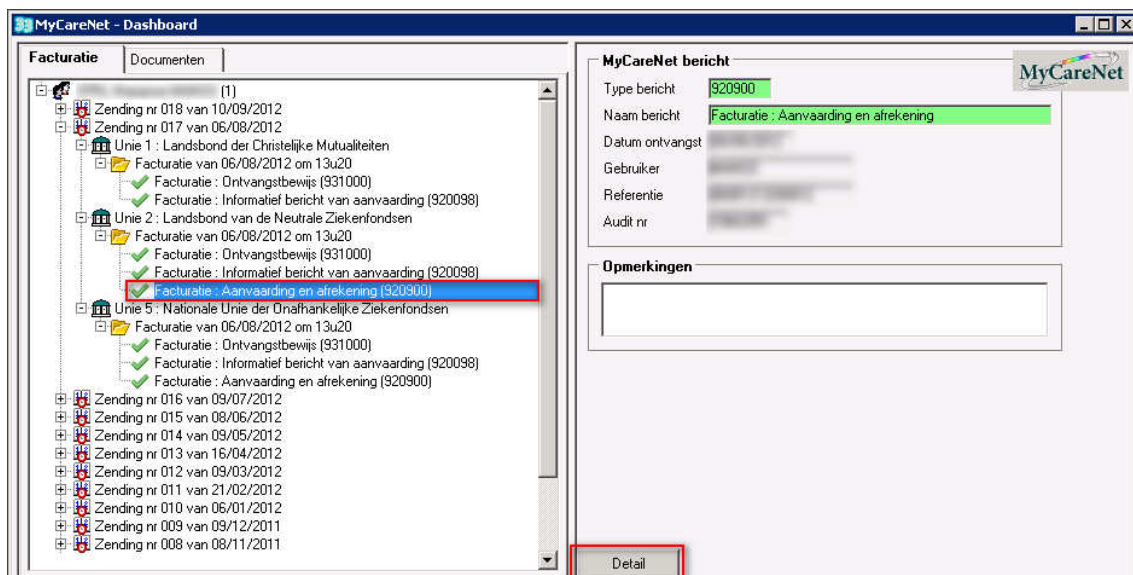 MyCareNet - Dashboard
Facturatie
Documenten
(1)
Zending nr 018 van 10/09/2012
Zending nr 017 van 06/08/2012
Unie 1 : Landsbond der Christelijke Mutualiteiten
Facturatie van 06/08/2012 om 13u20
Facturatie : Ontvangstbewijs (931000)
Facturatie : Informatief bericht van aanvaarding (920098)
Unie 2 : Landsbond van de Neutrale Ziekenfondsen
Facturatie van 06/08/2012 om 13u20
Facturatie : Ontvangstbewijs (931000)
Facturatie : Informatief bericht van aanvaarding (920098)
Facturatie : Aanvaarding en afrekening (920900)
Unie 5 : Nationale Unie der Onafhankelijke Ziekenfondsen
Facturatie van 06/08/2012 om 13u20
Facturatie : Ontvangstbewijs (931000)
Facturatie : Informatief bericht van aanvaarding (920098)
Facturatie : Aanvaarding en afrekening (920900)
Zending nr 016 van 09/07/2012
Zending nr 015 van 08/06/2012
Zending nr 014 van 09/05/2012
Zending nr 013 van 16/04/2012
Zending nr 012 van 09/03/2012
Zending nr 011 van 21/02/2012
Zending nr 010 van 06/01/2012
Zending nr 009 van 09/12/2011
Zending nr 008 van 08/11/2011
MyCareNet bericht
MyCareNet
Type bericht 920900
Naam bericht Facturatie : Aanvaarding en afrekening
Datum ontvangst
Gebruiker
Referentie
Audit nr
Opmerkingen
Detail